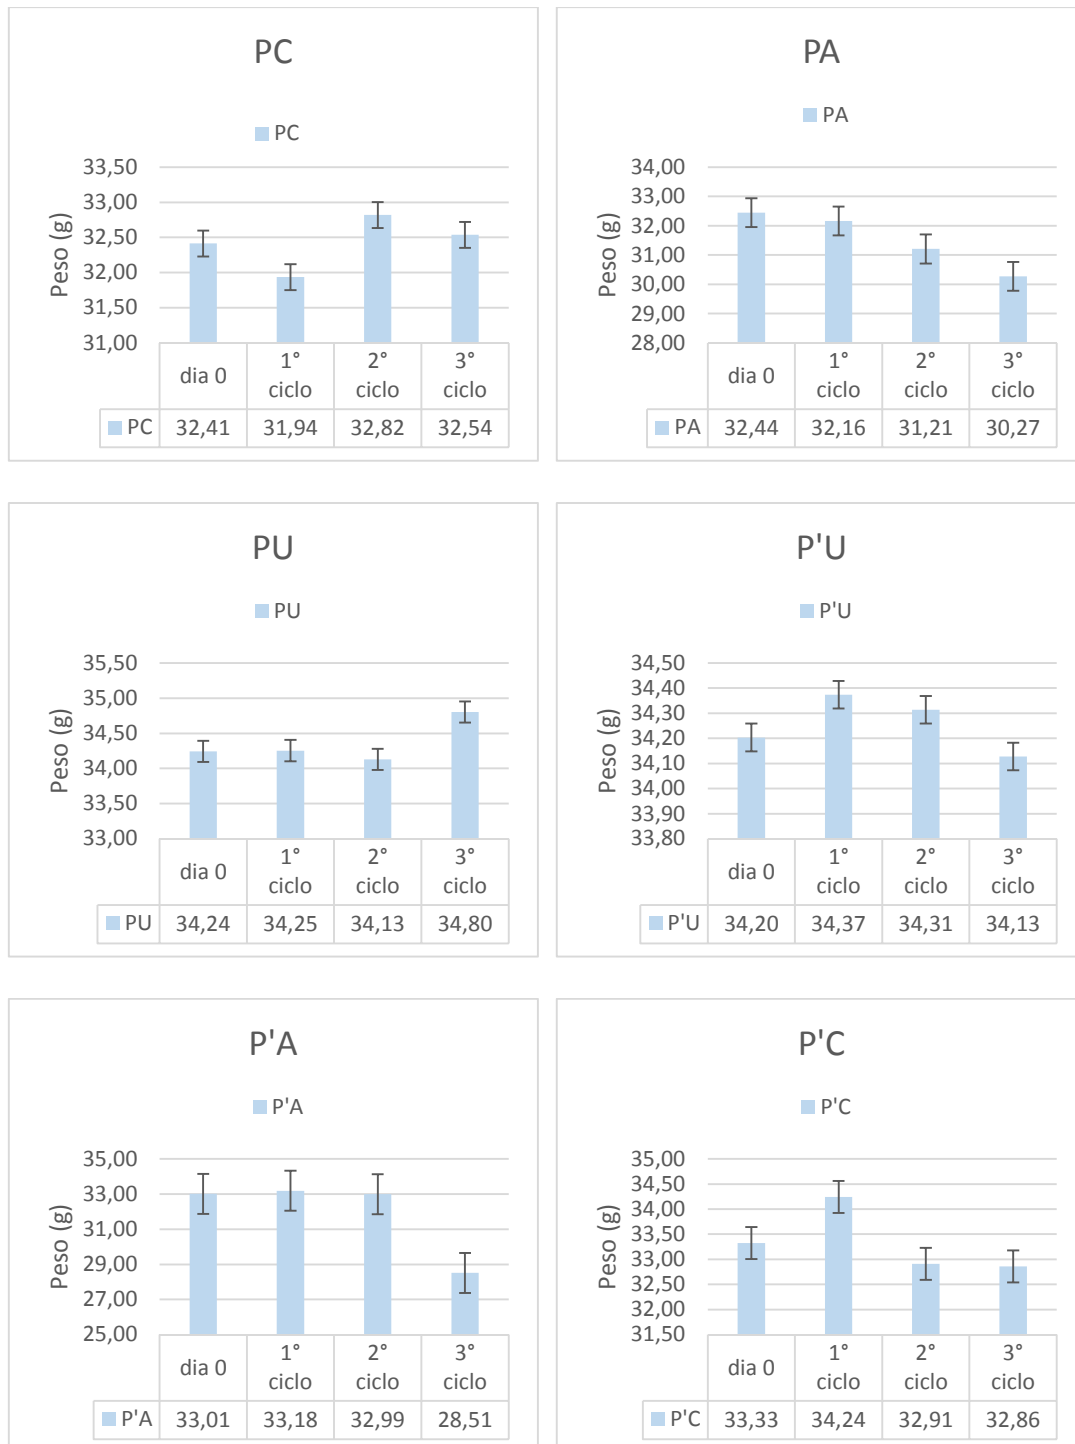 PC
PC
Peso (g)
33,50
33,00
32,50
32,00
31,50
31,00
dia 0 1° ciclo 2° ciclo 3° ciclo
PC 32,41 31,94 32,82 32,54
PA
PA
Peso (g)
34,00
33,00
32,00
31,00
30,00
29,00
28,00
dia 0 1° ciclo 2° ciclo 3° ciclo
PA 32,44 32,16 31,21 30,27
PU
PU
Peso (g)
35,50
35,00
34,50
34,00
33,50
33,00
dia 0 1° ciclo 2° ciclo 3° ciclo
PU 34,24 34,25 34,13 34,80
P'U
P'U
Peso (g)
34,50
34,40
34,30
34,20
34,10
34,00
33,90
33,80
dia 0 1° ciclo 2° ciclo 3° ciclo
P'U 34,20 34,37 34,31 34,13
P'A
P'A
Peso (g)
35,00
33,00
31,00
29,00
27,00
25,00
dia 0 1° ciclo 2° ciclo 3° ciclo
P'A 33,01 33,18 32,99 28,51
P'C
P'C
Peso (g)
35,00
34,50
34,00
33,50
33,00
32,50
32,00
31,50
dia 0 1° ciclo 2° ciclo 3° ciclo
P'C 33,33 34,24 32,91 32,86